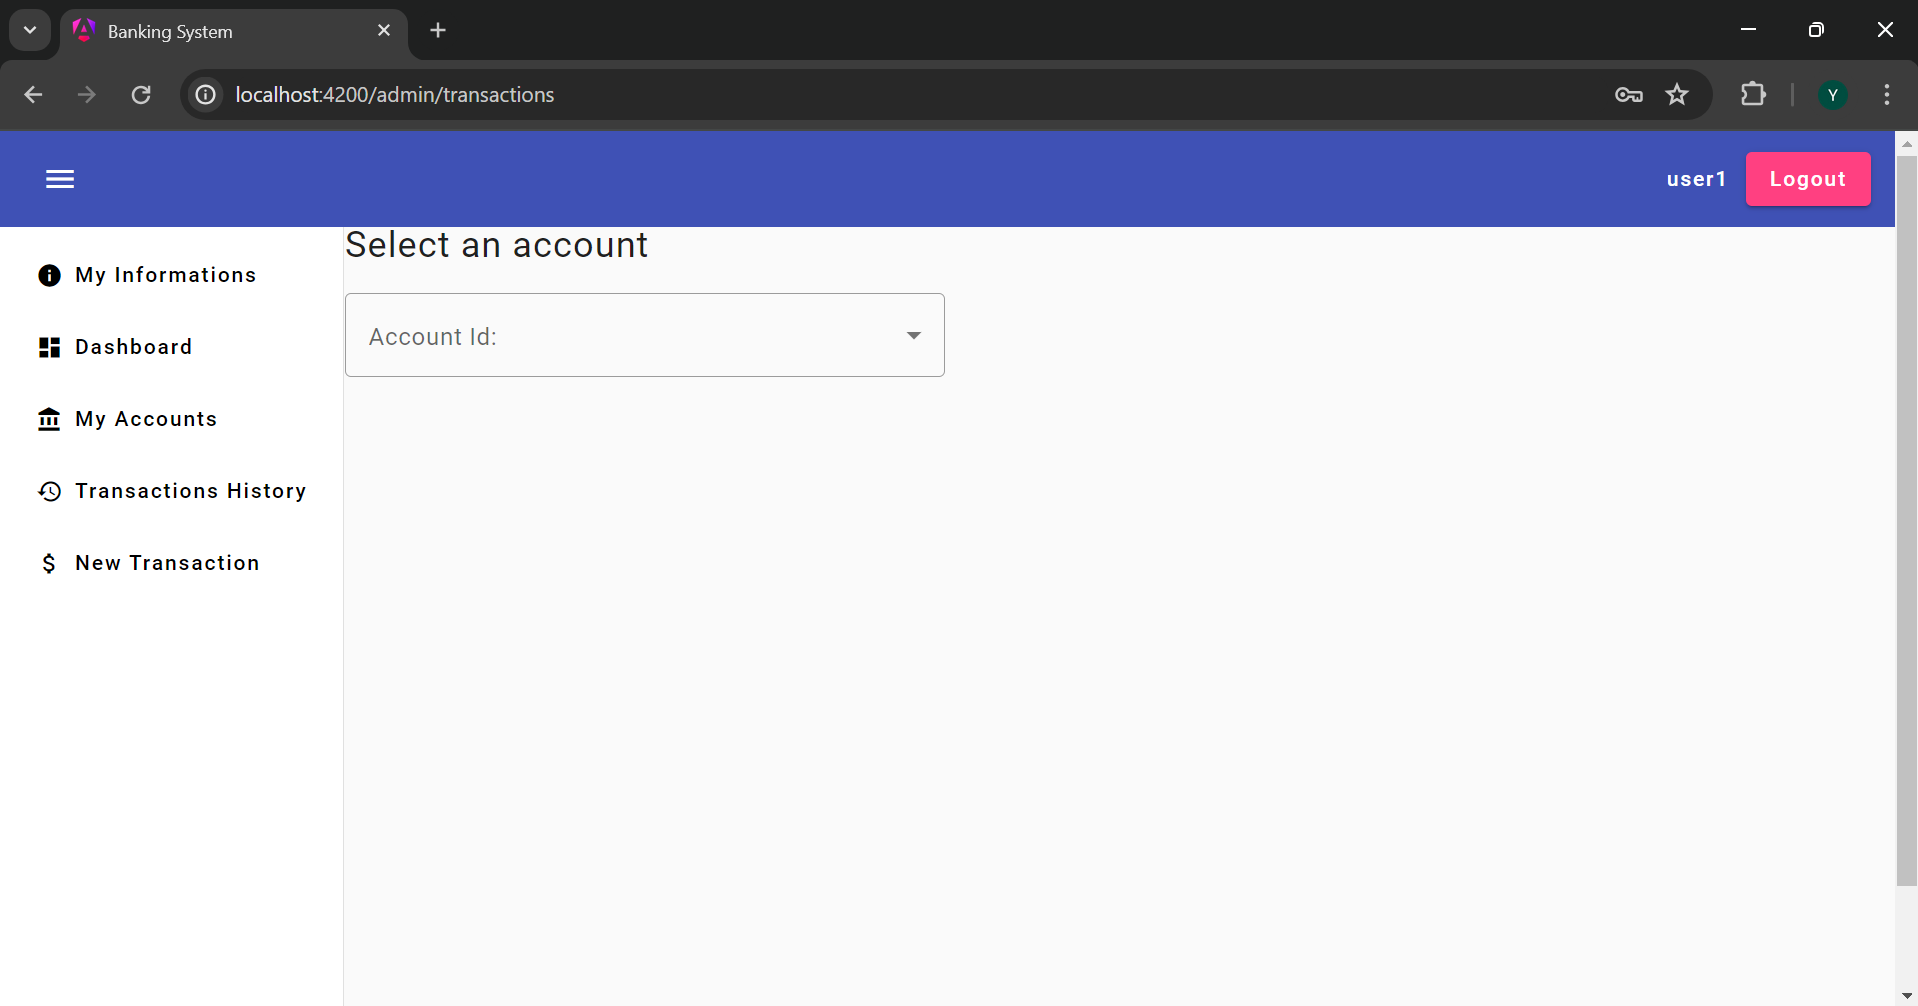 Banking System
localhost:4200/admin/transactions
Y
user1
Logout
Select an account
My Informations
Account Id:
Dashboard
My Accounts
Transactions History
New Transaction